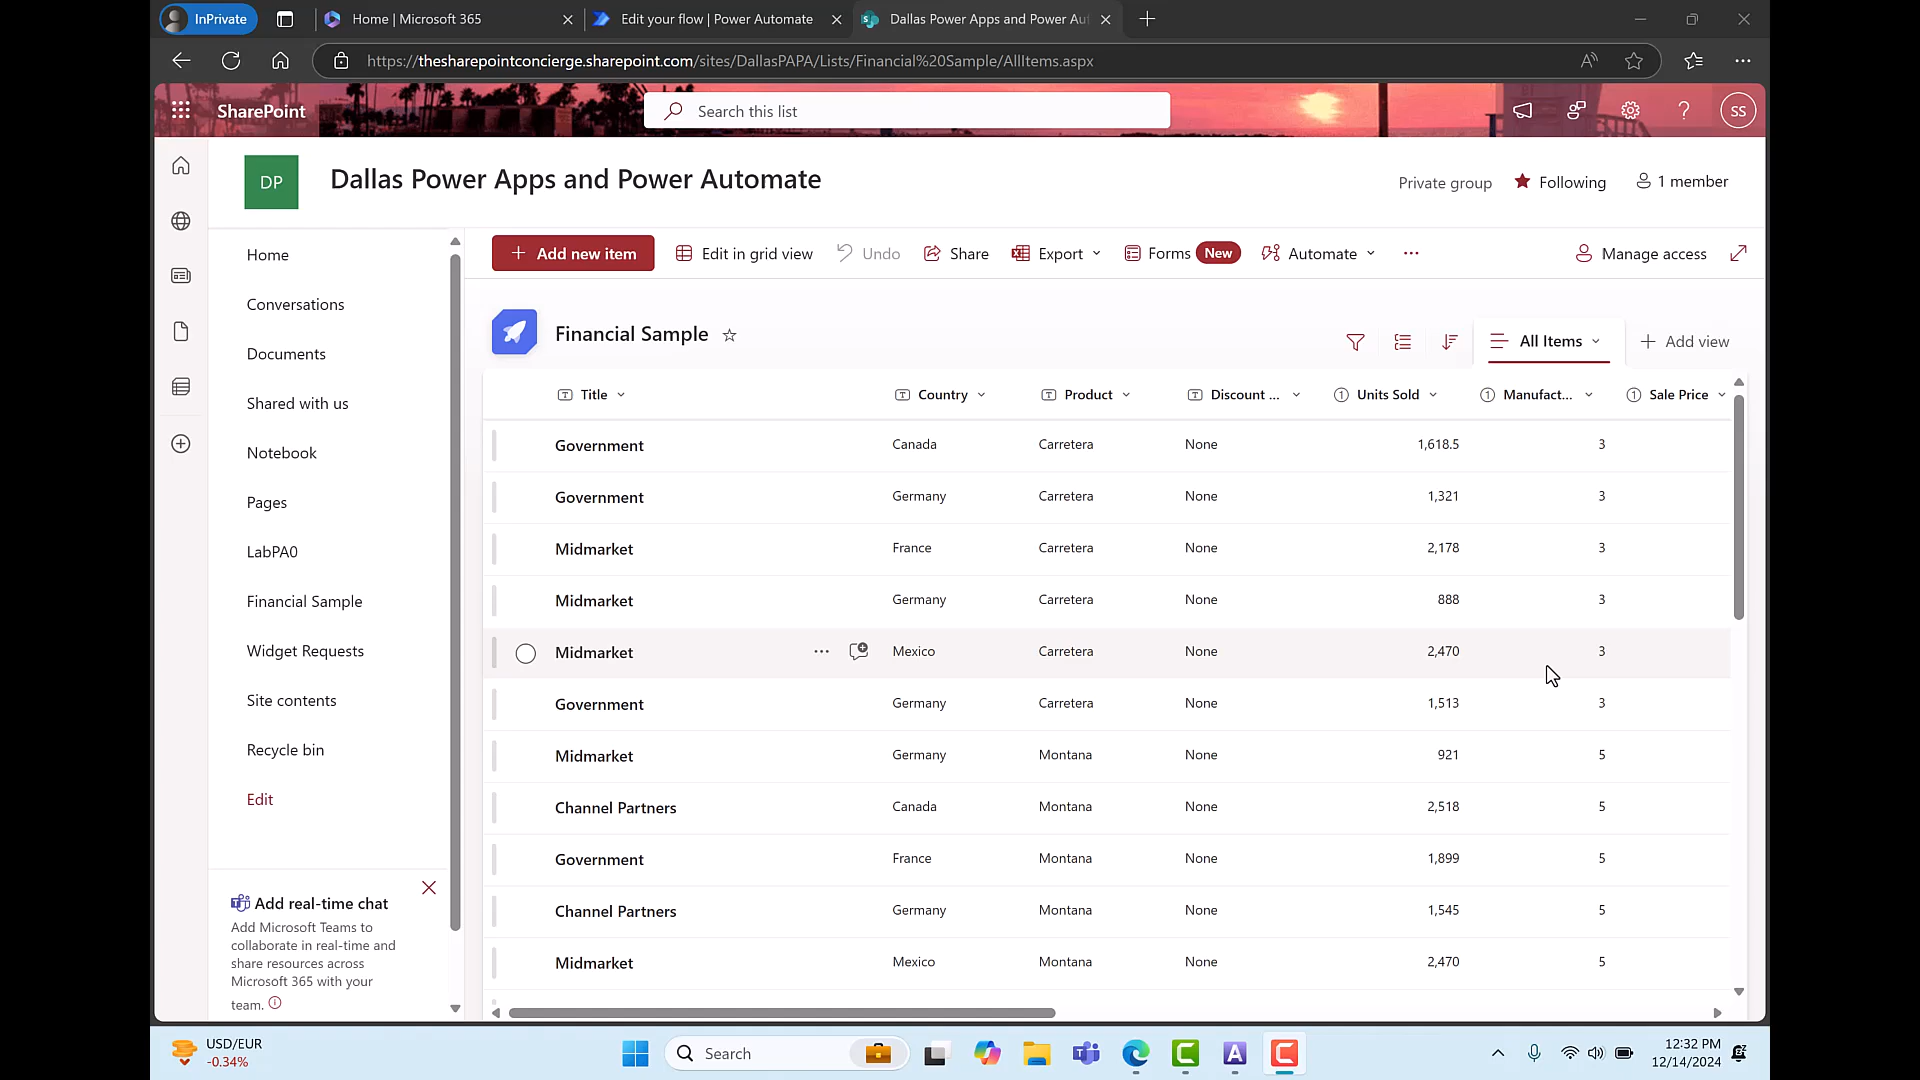 InPrivate
Home | Microsoft 365
Edit your flow | Power Automate
Dallas Power Apps and Power Au
https://thesharepointconcierge.sharepoint.com/sites/DallasPAPA/Lists/Financial%20Sample/AllItems.aspx
SharePoint
Search this list
SS
DP
Dallas Power Apps and Power Automate
Private group
Following
1 member
Home
Conversations
Documents
Shared with us
Notebook
Pages
LabPA0
Financial Sample
Widget Requests
Site contents
Recycle bin
Edit
Add real-time chat
Add Microsoft Teams to
collaborate in real-time and
share resources across
Microsoft 365 with your
team.
Add new item
Edit in grid view
Undo
Share
Export
Forms New
Automate
Manage access
Financial Sample
All Items
Add view
Title Country Product Discount ... Units Sold Manufact... Sale Price
Government Canada Carretera None 1,618.5 3
Government Germany Carretera None 1,321 3
Midmarket France Carretera None 2,178 3
Midmarket Germany Carretera None 888 3
Midmarket Mexico Carretera None 2,470 3
Government Germany Carretera None 1,513 3
Midmarket Germany Montana None 921 5
Channel Partners Canada Montana None 2,518 5
Government France Montana None 1,899 5
Channel Partners Germany Montana None 1,545 5
Midmarket Mexico Montana None 2,470 5
USD/EUR
-0.34%
Search
12:32 PM
12/14/2024